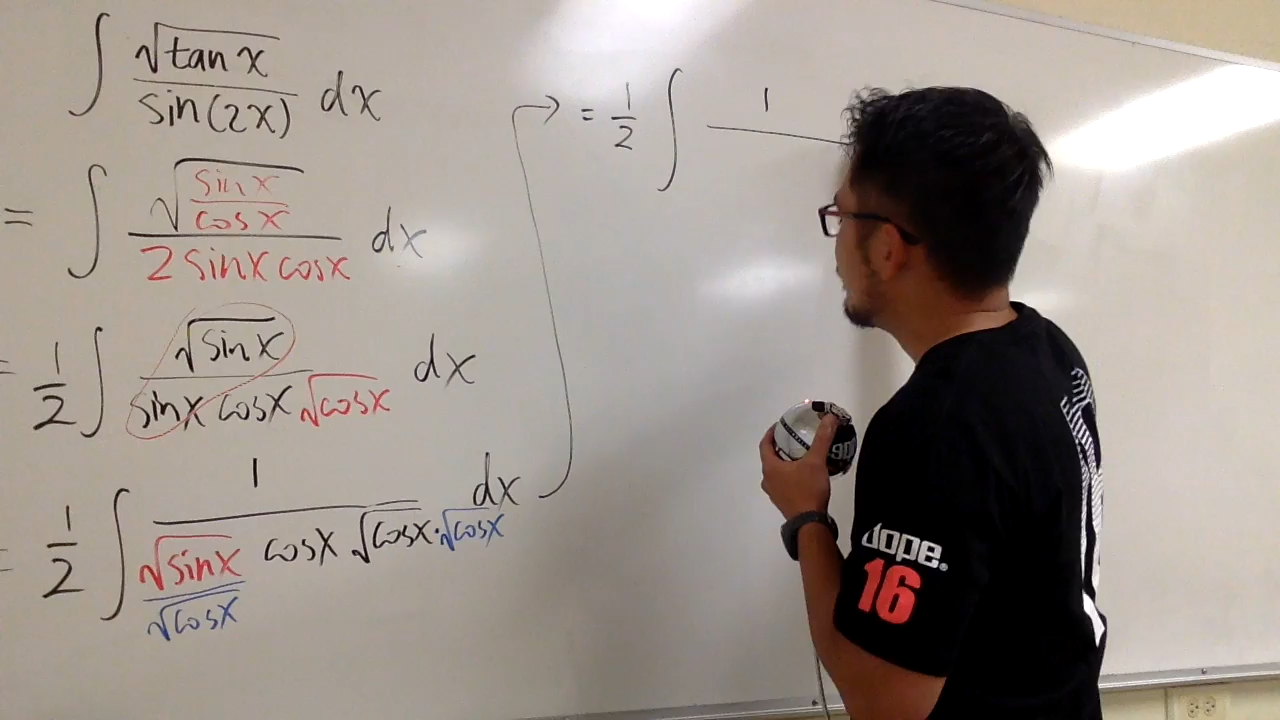 ∫ √(tan x) / sin(2x) dx
= ∫ √(sin x / cos x) / (2 sin x cos x) dx
= 1/2 ∫ √(sin x) / (sin x cos x √(cos x)) dx
= 1/2 ∫ 1 / ((√(sin x) / √(cos x)) cos x √(cos x) · √(cos x)) dx
= 1/2 ∫ 1
dope.
16